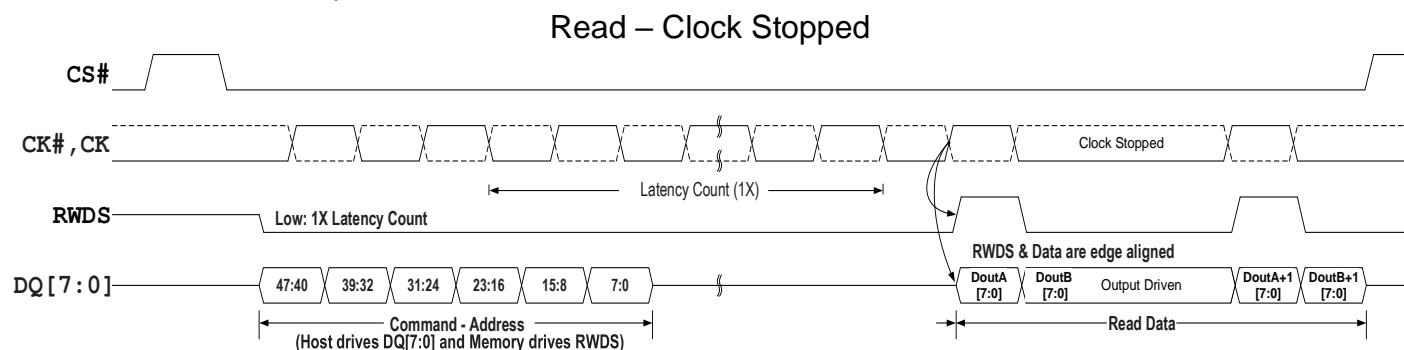 Read – Clock Stopped
CS#
CK#,CK
Clock Stopped
Latency Count (1X)
RWDS
Low: 1X Latency Count
RWDS & Data are edge aligned
DQ[7:0]
47:40 39:32 31:24 23:16 15:8 7:0
DoutA DoutB Output Driven DoutA+1 DoutB+1
[7:0] [7:0] [7:0] [7:0]
Command - Address Read Data
(Host drives DQ[7:0] and Memory drives RWDS)